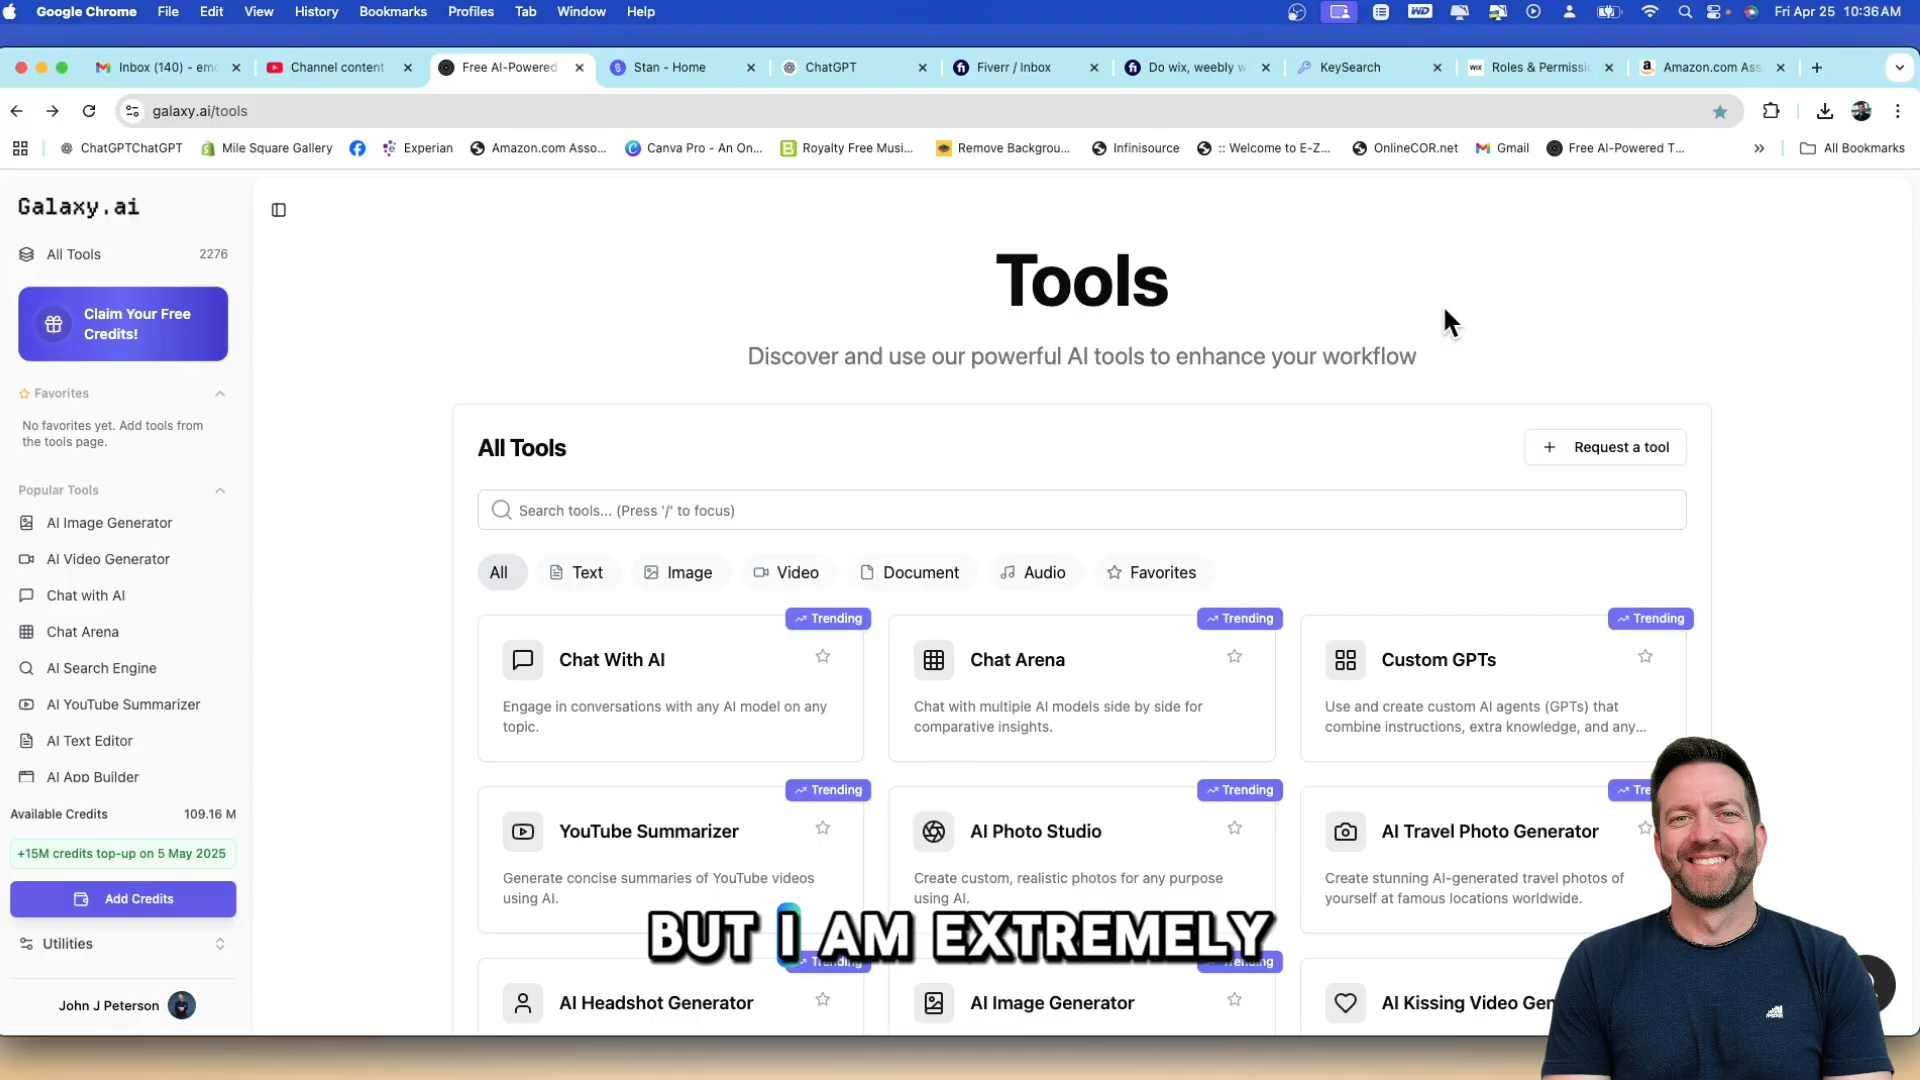 Google Chrome File Edit View History Bookmarks Profiles Tab Window Help WD Fri Apr 25 10:36 AM
Inbox (140) - em Channel content Free AI-Powered Stan - Home ChatGPT Fiverr / Inbox Do wix, weebly w KeySearch WIX Roles & Permissi Amazon.com Ass
galaxy.ai/tools
ChatGPTChatGPT Mile Square Gallery Experian Amazon.com Asso... Canva Pro - An On... Royalty Free Musi... Remove Backgrou... Infinisource :: Welcome to E-Z... OnlineCOR.net Gmail Free AI-Powered T... All Bookmarks
Galaxy.ai
All Tools 2276
Claim Your Free
Credits!
Favorites
No favorites yet. Add tools from
the tools page.
Popular Tools
AI Image Generator
AI Video Generator
Chat with AI
Chat Arena
AI Search Engine
AI YouTube Summarizer
AI Text Editor
AI App Builder
Available Credits 109.16 M
+15M credits top-up on 5 May 2025
Add Credits
Utilities
John J Peterson
Tools
Discover and use our powerful AI tools to enhance your workflow
All Tools
+ Request a tool
Search tools... (Press '/' to focus)
All Text Image Video Document Audio Favorites
Trending Trending Trending
Chat With AI Chat Arena Custom GPTs
Engage in conversations with any AI model on any Chat with multiple AI models side by side for Use and create custom AI agents (GPTs) that
topic. comparative insights. combine instructions, extra knowledge, and any...
Trending Trending Tre
YouTube Summarizer AI Photo Studio AI Travel Photo Generator
Generate concise summaries of YouTube videos Create custom, realistic photos for any purpose Create stunning AI-generated travel photos of
using AI. using AI. yourself at famous locations worldwide.
BUT I AM EXTREMELY
Trending Trending
AI Headshot Generator AI Image Generator AI Kissing Video Gen